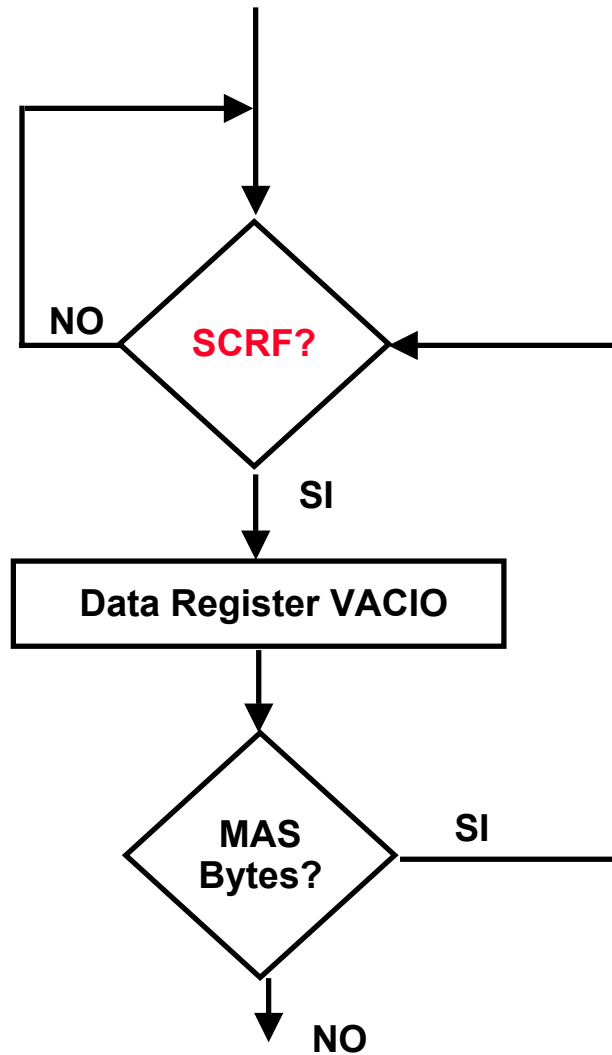 NO
SCRF?
SI
Data Register VACIO
MAS
Bytes?
SI
NO